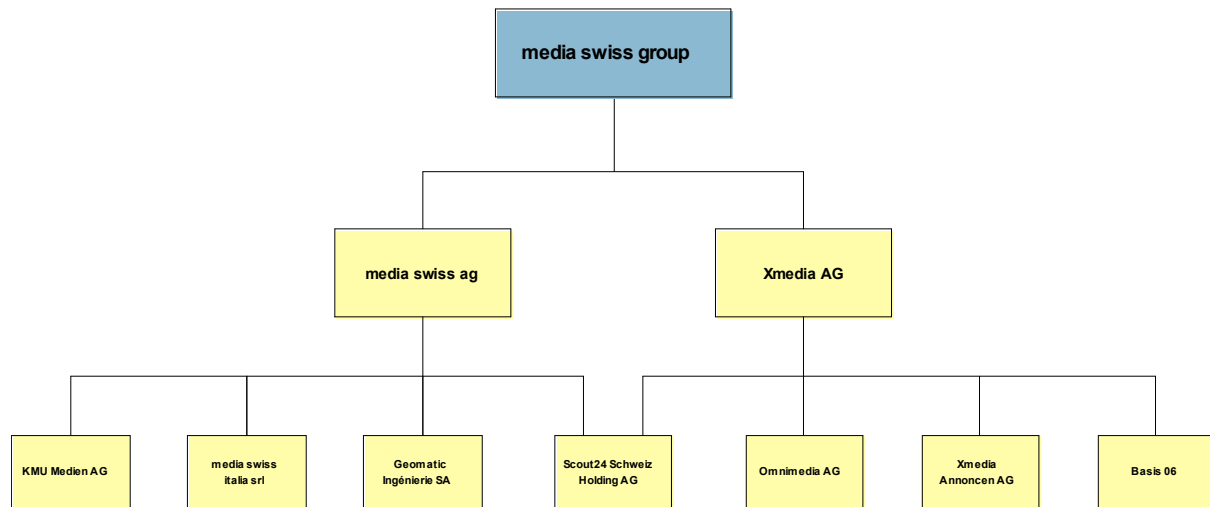 media swiss group
media swiss ag
Xmedia AG
KMU Medien AG
media swiss
italia srl
Geomatic
Ingénierie SA
Scout24 Schweiz
Holding AG
Omnimedia AG
Xmedia
Annoncen AG
Basis 06